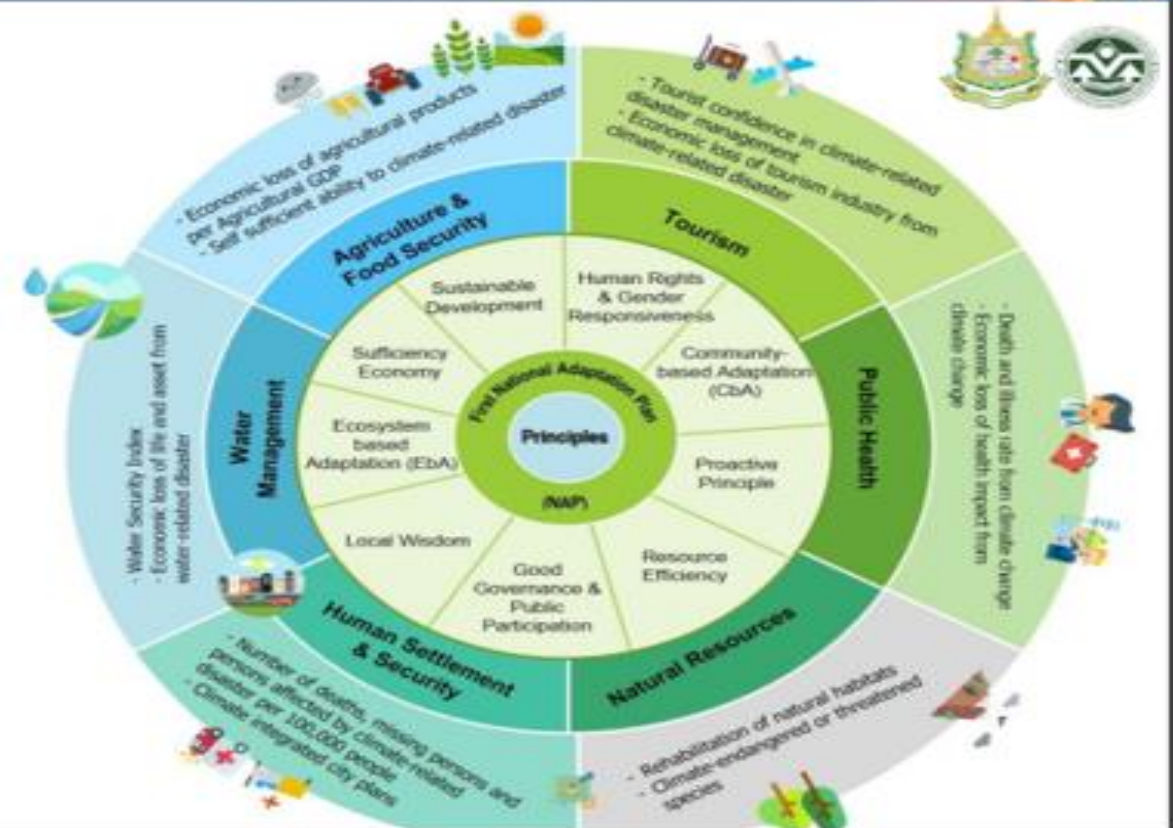 - Economic loss of agricultural products
per Agricultural GDP
- Self sufficient ability to climate-related disaster
- Tourist confidence in climate-related
disaster management
- Economic loss of tourism industry from
climate-related disaster
Agriculture &
Food Security
Tourism
- Water Security Index
- Economic loss of life and asset from
water-related disaster
Water
Management
Public Health
- Death and illness rate from climate change
- Economic loss of health impact from
climate change
Sustainable
Development
Human Rights
& Gender
Responsiveness
Sufficiency
Economy
Community-
based Adaptation
(CbA)
Ecosystem
based
Adaptation (EbA)
First National Adaptation Plan
Principles
(NAP)
Proactive
Principle
Local Wisdom
Good
Governance &
Public
Participation
Resource
Efficiency
Human Settlement
& Security
Natural Resources
- Number of deaths, missing persons and
persons affected by climate-related
disaster per 100,000 people
- Climate integrated city plans
- Rehabilitation of natural habitats
- Climate-endangered or threatened
species